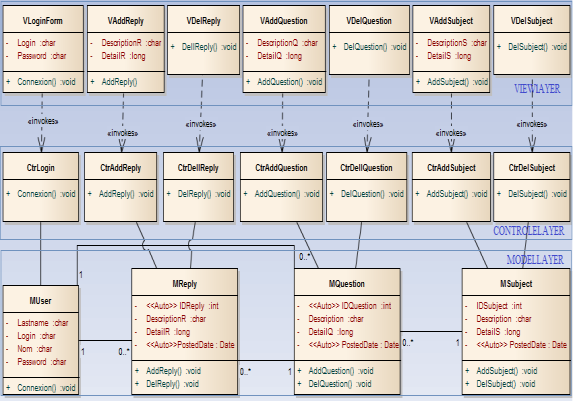 VLoginForm
- Login :char
- Password :char
+ Connexion() :void
VAddReply
- DescriptionR :char
- DetailR :long
+ AddReply()
VDelReply
+ DellReply() :void
VAddQuestion
- DescriptionQ :char
- DetailQ :long
+ AddQuestion() :void
VDelQuestion
+ DelQuestion() :void
VAddSubject
- DescriptionS :char
- DetailS :long
+ AddSubject() :void
VDelSubject
+ DelSubject() :void
VIEWLAYER
«invokes»
«invokes»
«invokes»
«invokes»
«invokes»
«invokes»
«invokes»
CtrLogin
+ Connexion() :void
CtrAddReply
+ AddReply() :void
CtrDellReply
+ DelReply() :void
CtrAddQuestion
+ AddQuestion() :void
CtrDellQuestion
+ DelQuestion() :void
CtrAddSubject
+ AddSubject() :void
CtrDelSubject
+ DelSubject() :void
CONTROLELAYER
MODELLAYER
1
0..*
MUser
- Lastname :char
- Login :char
- Nom :char
- Password :char
+ Connexion() :void
1
0..*
MReply
- <<Auto>> IDReply :int
- DescriptionR :char
- DetailR :long
- <<Auto>>PostedDate : Date
+ AddReply() :void
+ DelReply() :void
0..*
1
MQuestion
- <<Auto>> IDQuestion :int
- Description :char
- DetailQ :long
- <<Auto>>PostedDate : Date
+ AddQuestion() :void
+ DelQuestion() :void
0..*
1
MSubject
- IDSubject :int
- Description :char
- DetailS :long
- <<Auto>>PostedDate : Date
+ AddSubject() :void
+ DelSubject() :void